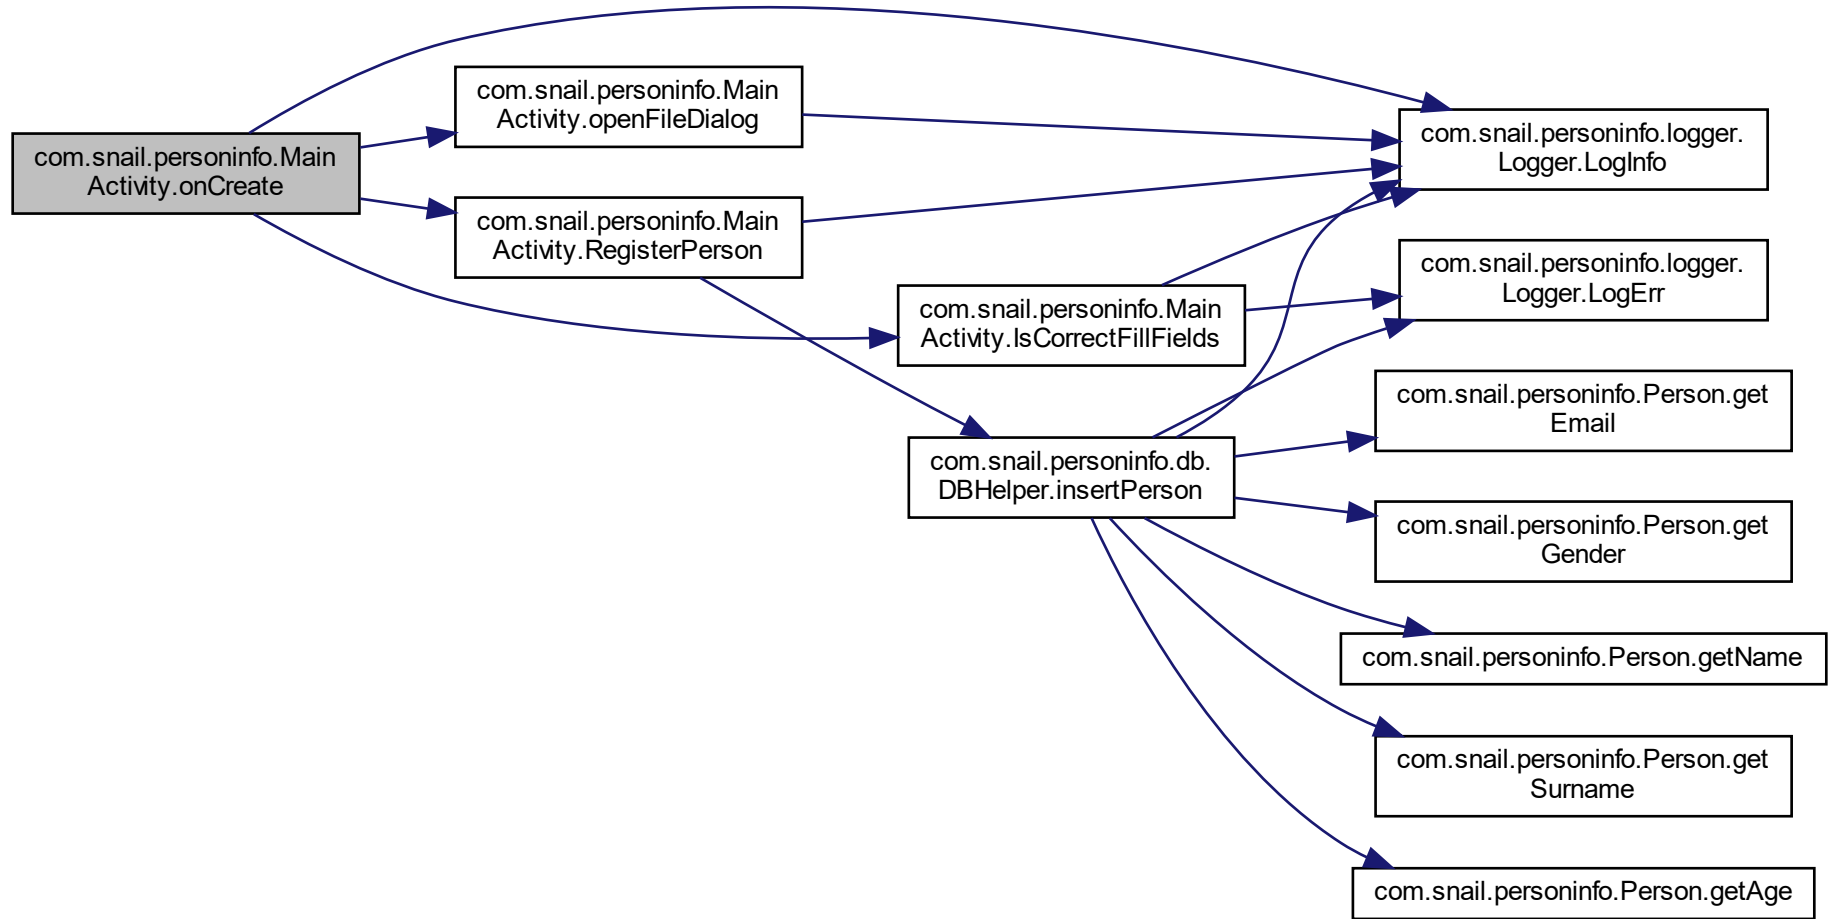 com.snail.personinfo.Main
Activity.onCreate
com.snail.personinfo.Main
Activity.openFileDialog
com.snail.personinfo.Main
Activity.RegisterPerson
com.snail.personinfo.Main
Activity.IsCorrectFillFields
com.snail.personinfo.db.
DBHelper.insertPerson
com.snail.personinfo.logger.
Logger.LogInfo
com.snail.personinfo.logger.
Logger.LogErr
com.snail.personinfo.Person.get
Email
com.snail.personinfo.Person.get
Gender
com.snail.personinfo.Person.getName
com.snail.personinfo.Person.get
Surname
com.snail.personinfo.Person.getAge